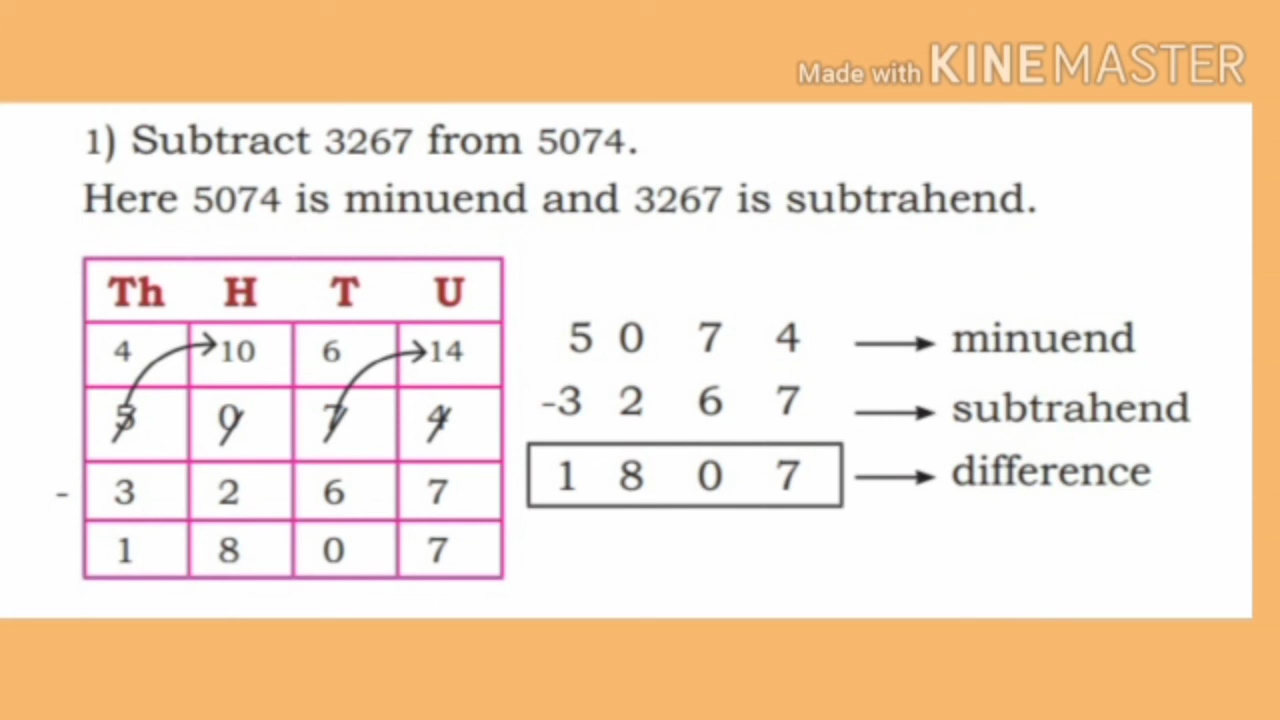 Made with KINEMASTER
1) Subtract 3267 from 5074.
Here 5074 is minuend and 3267 is subtrahend.
Th H T U
4 10 6 14
5 0 7 4
- 3 2 6 7
1 8 0 7
5 0 7 4 → minuend
-3 2 6 7 → subtrahend
1 8 0 7 → difference